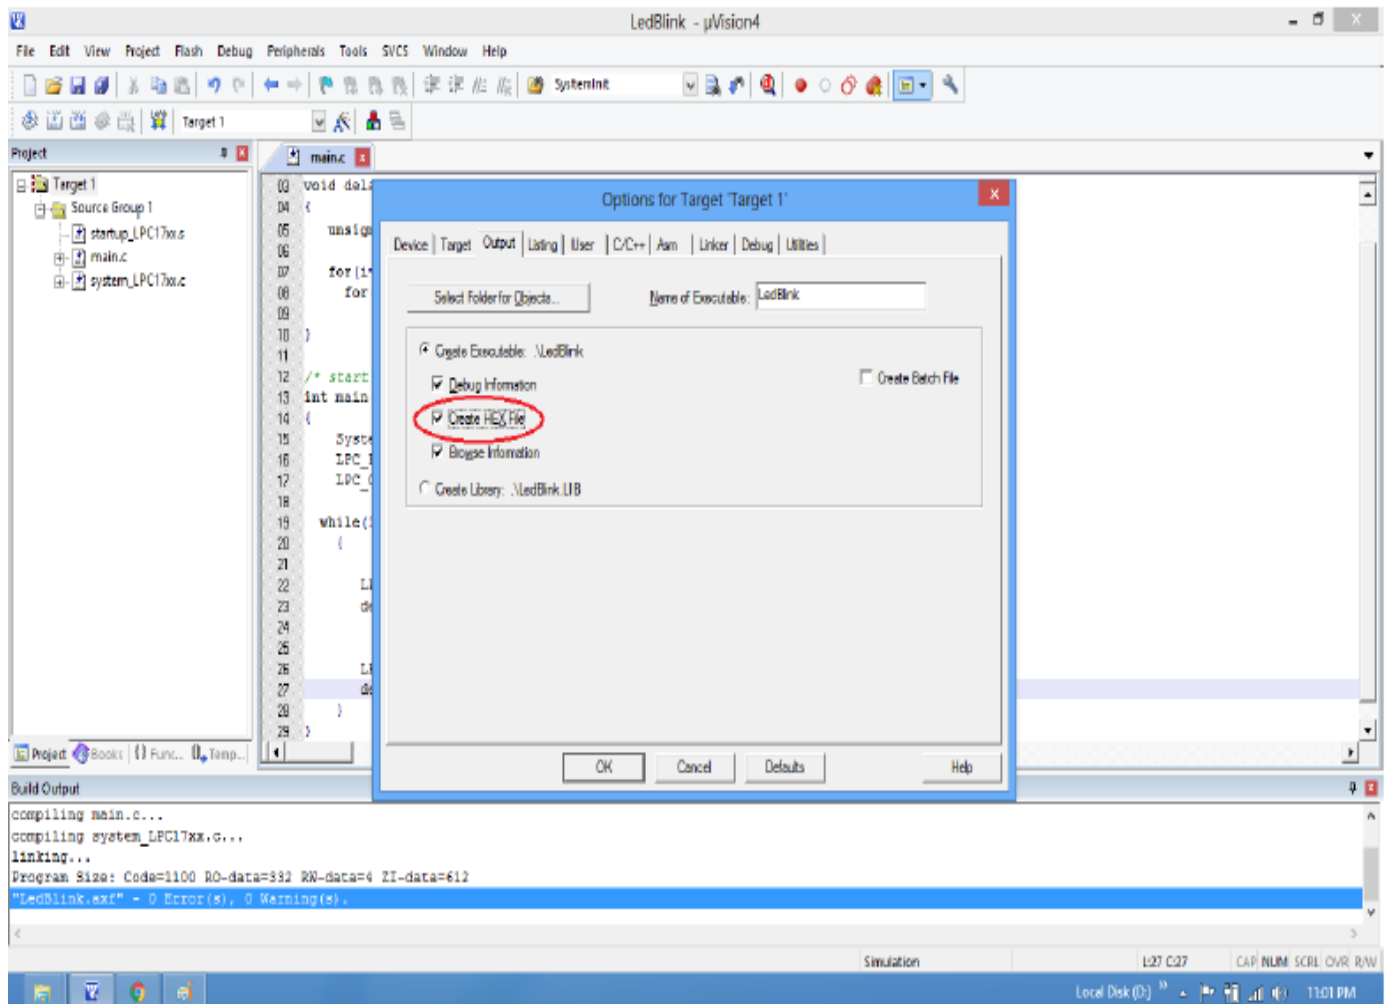 LedBlink - µVision4
File Edit View Project Flash Debug Peripherals Tools SVCS Window Help
SystemInit
Target 1
Project
main.c
Target 1
Source Group 1
startup_LPC17xx.s
main.c
system_LPC17xx.c
03 void dela
04 {
05 unsign
06
07 for(i=
08 for
09
10 }
11
12 /* start
13 int main
14 {
15 Syste
16 LPC_
17 LPC_
18
19 while(
20 {
21
22 L
23 de
24
25
26 L
27 de
28 }
29 }
Options for Target 'Target 1'
Device Target Output Listing User C/C++ Asm Linker Debug Utilities
Select Folder for Objects...
Name of Executable: LedBlink
Create Executable: .\LedBlink
Debug Information
Create Batch File
Create HEX File
Browse Information
Create Library: .\LedBlink.LIB
OK Cancel Defaults Help
Project Books {} Func... Temp...
Build Output
compiling main.c...
compiling system_LPC17xx.c...
linking...
Program Size: Code=1100 RO-data=332 RW-data=4 ZI-data=612
"LedBlink.axf" - 0 Error(s), 0 Warning(s).
Simulation L:27 C:27 CAP NUM SCRL OVR R/W
Local Disk (D:) 11:01 PM